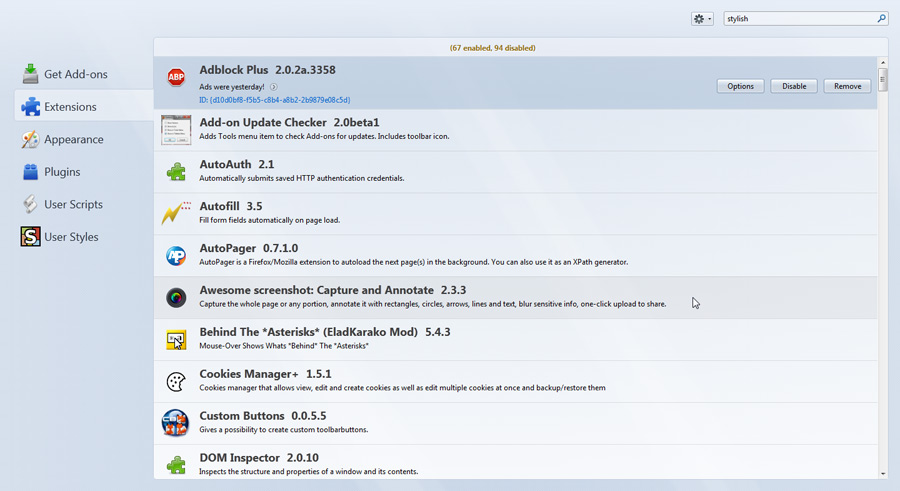 stylish
(67 enabled, 94 disabled)
Get Add-ons
Extensions
Appearance
Plugins
User Scripts
User Styles
ABP
Adblock Plus 2.0.2a.3358
Ads were yesterday!
ID: {d10d0bf8-f5b5-c8b4-a8b2-2b9879e08c5d}
Options
Disable
Remove
Add-on Update Checker 2.0beta1
Adds Tools menu item to check Add-ons for updates. Includes toolbar icon.
AutoAuth 2.1
Automatically submits saved HTTP authentication credentials.
Autofill 3.5
Fill form fields automatically on page load.
AP
AutoPager 0.7.1.0
AutoPager is a Firefox/Mozilla extension to autoload the next page(s) in the background. You can also use it as an XPath generator.
Awesome screenshot: Capture and Annotate 2.3.3
Capture the whole page or any portion, annotate it with rectangles, circles, arrows, lines and text, blur sensitive info, one-click upload to share.
Behind The *Asterisks* (EladKarako Mod) 5.4.3
Mouse-Over Shows Whats *Behind* The *Asterisks*
Cookies Manager+ 1.5.1
Cookies manager that allows view, edit and create cookies as well as edit multiple cookies at once and backup/restore them
Custom Buttons 0.0.5.5
Gives a possibility to create custom toolbarbuttons.
DOM Inspector 2.0.10
Inspects the structure and properties of a window and its contents.